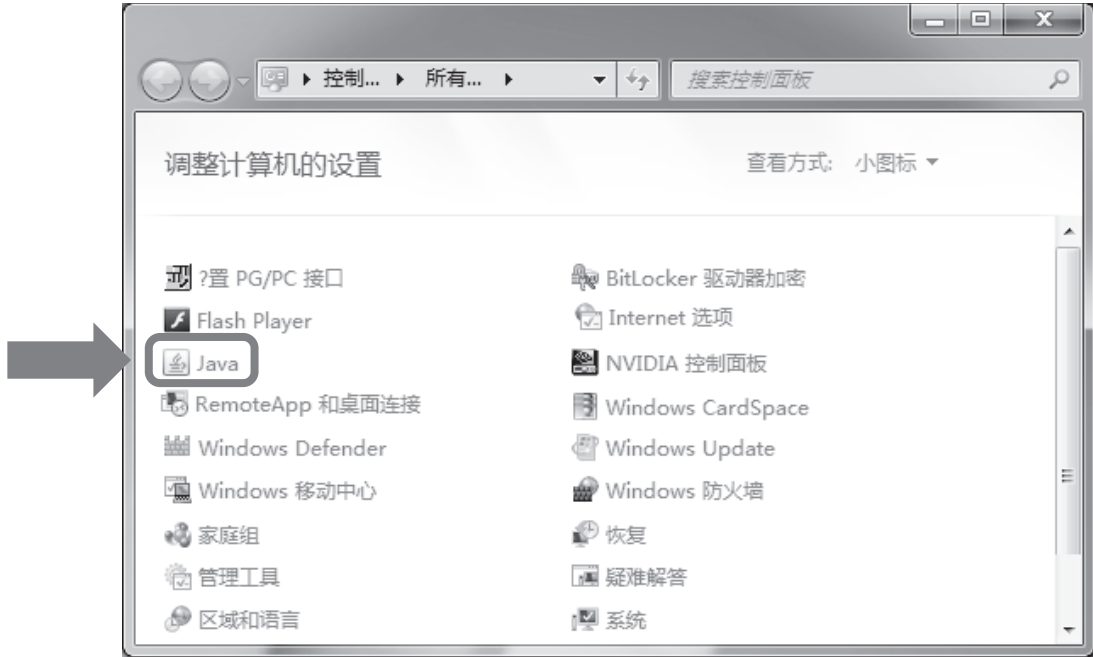 控制... 所有... 搜索控制面板
调整计算机的设置 查看方式: 小图标
?置 PG/PC 接口 BitLocker 驱动器加密
Flash Player Internet 选项
Java NVIDIA 控制面板
RemoteApp 和桌面连接 Windows CardSpace
Windows Defender Windows Update
Windows 移动中心 Windows 防火墙
家庭组 恢复
管理工具 疑难解答
区域和语言 系统